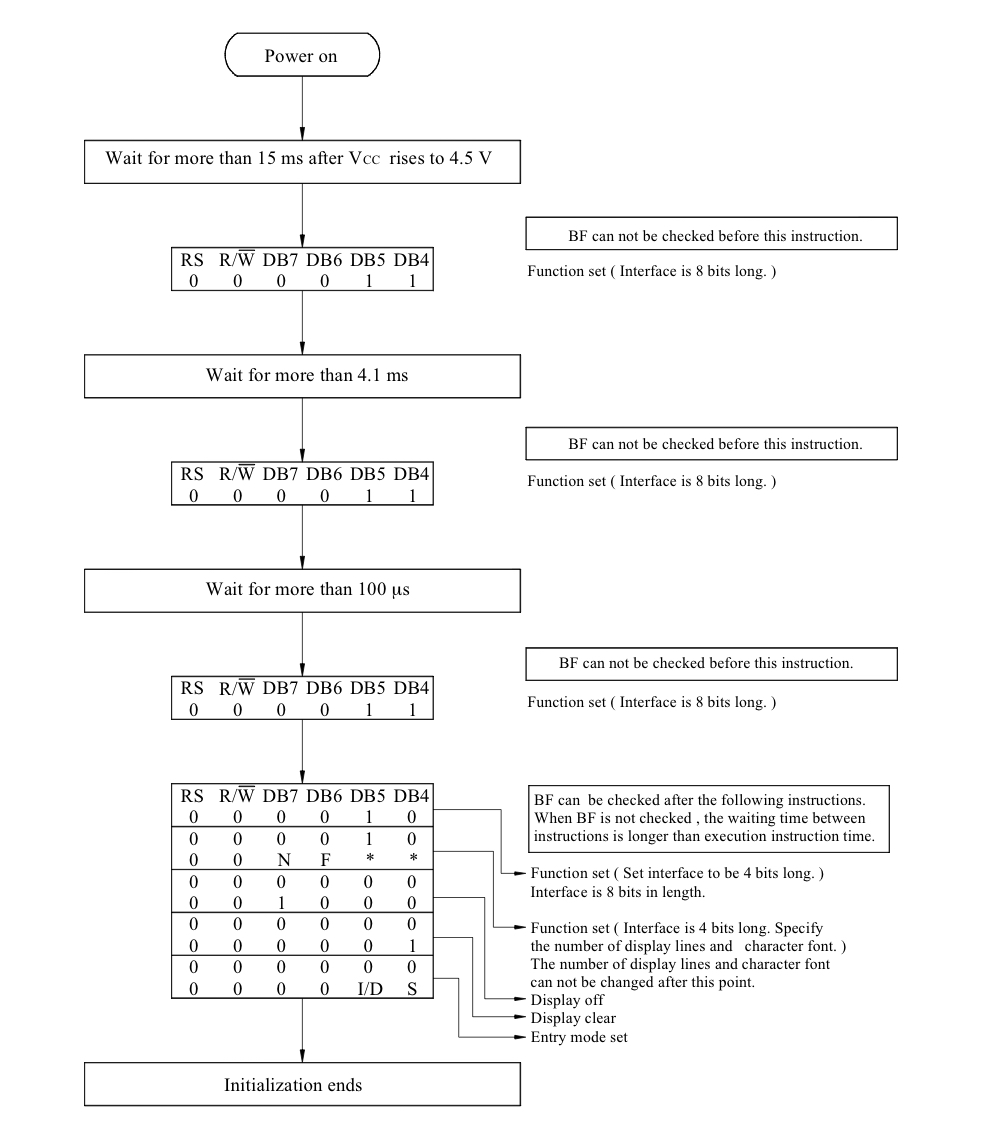 Power on
Wait for more than 15 ms after VCC rises to 4.5 V
BF can not be checked before this instruction.
RS R/W̅ DB7 DB6 DB5 DB4
0 0 0 0 1 1
Function set ( Interface is 8 bits long. )
Wait for more than 4.1 ms
BF can not be checked before this instruction.
RS R/W̅ DB7 DB6 DB5 DB4
0 0 0 0 1 1
Function set ( Interface is 8 bits long. )
Wait for more than 100 μs
BF can not be checked before this instruction.
RS R/W̅ DB7 DB6 DB5 DB4
0 0 0 0 1 1
Function set ( Interface is 8 bits long. )
RS R/W̅ DB7 DB6 DB5 DB4
0 0 0 0 1 0
0 0 0 0 1 0
0 0 N F * *
0 0 0 0 0 0
0 0 1 0 0 0
0 0 0 0 0 0
0 0 0 0 0 1
0 0 0 0 0 0
0 0 0 0 I/D S
BF can be checked after the following instructions.
When BF is not checked , the waiting time between
instructions is longer than execution instruction time.
Function set ( Set interface to be 4 bits long. )
Interface is 8 bits in length.
Function set ( Interface is 4 bits long. Specify
the number of display lines and character font. )
The number of display lines and character font
can not be changed after this point.
Display off
Display clear
Entry mode set
Initialization ends